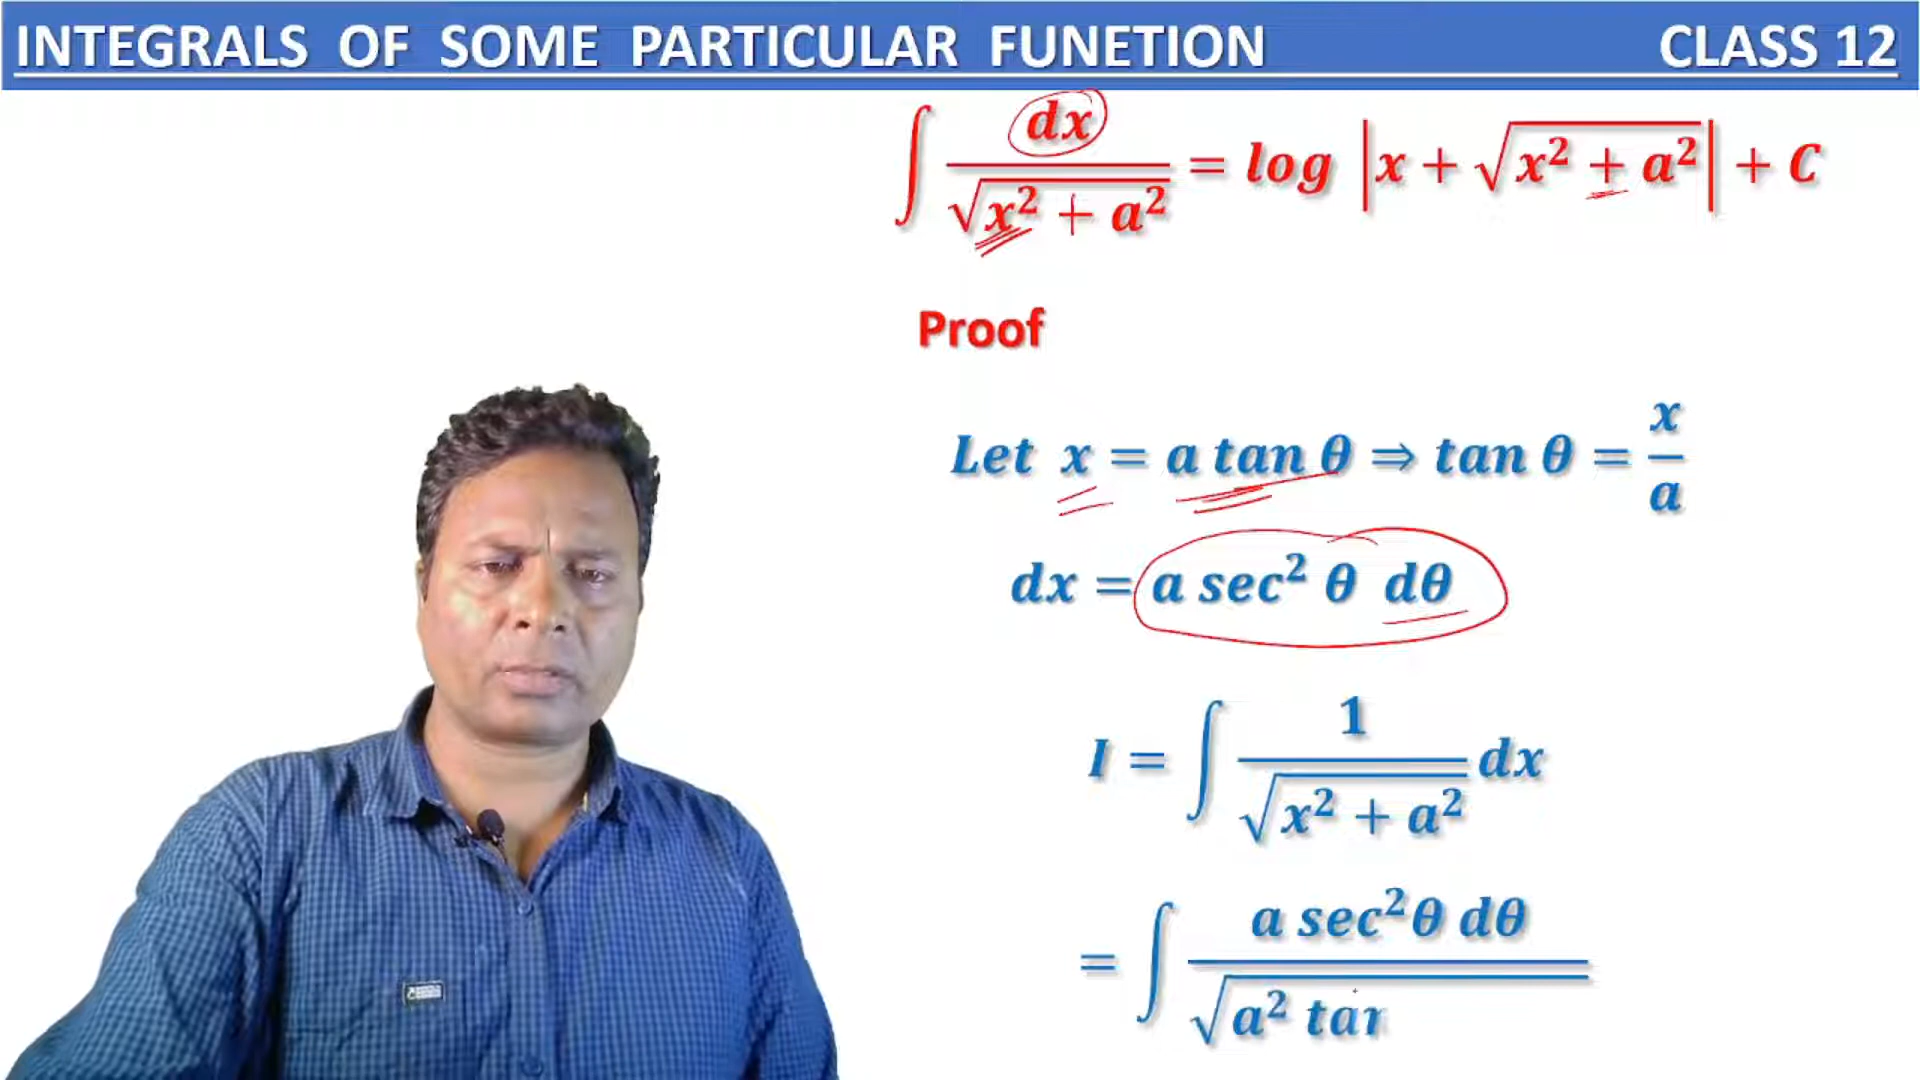 INTEGRALS OF SOME PARTICULAR FUNETION CLASS 12
∫ dx / √(x² + a²) = log |x + √(x² + a²)| + C
Proof
Let x = a tan θ ⇒ tan θ = x/a
dx = a sec² θ dθ
I = ∫ 1 / √(x² + a²) dx
= ∫ a sec²θ dθ / √(a² tar